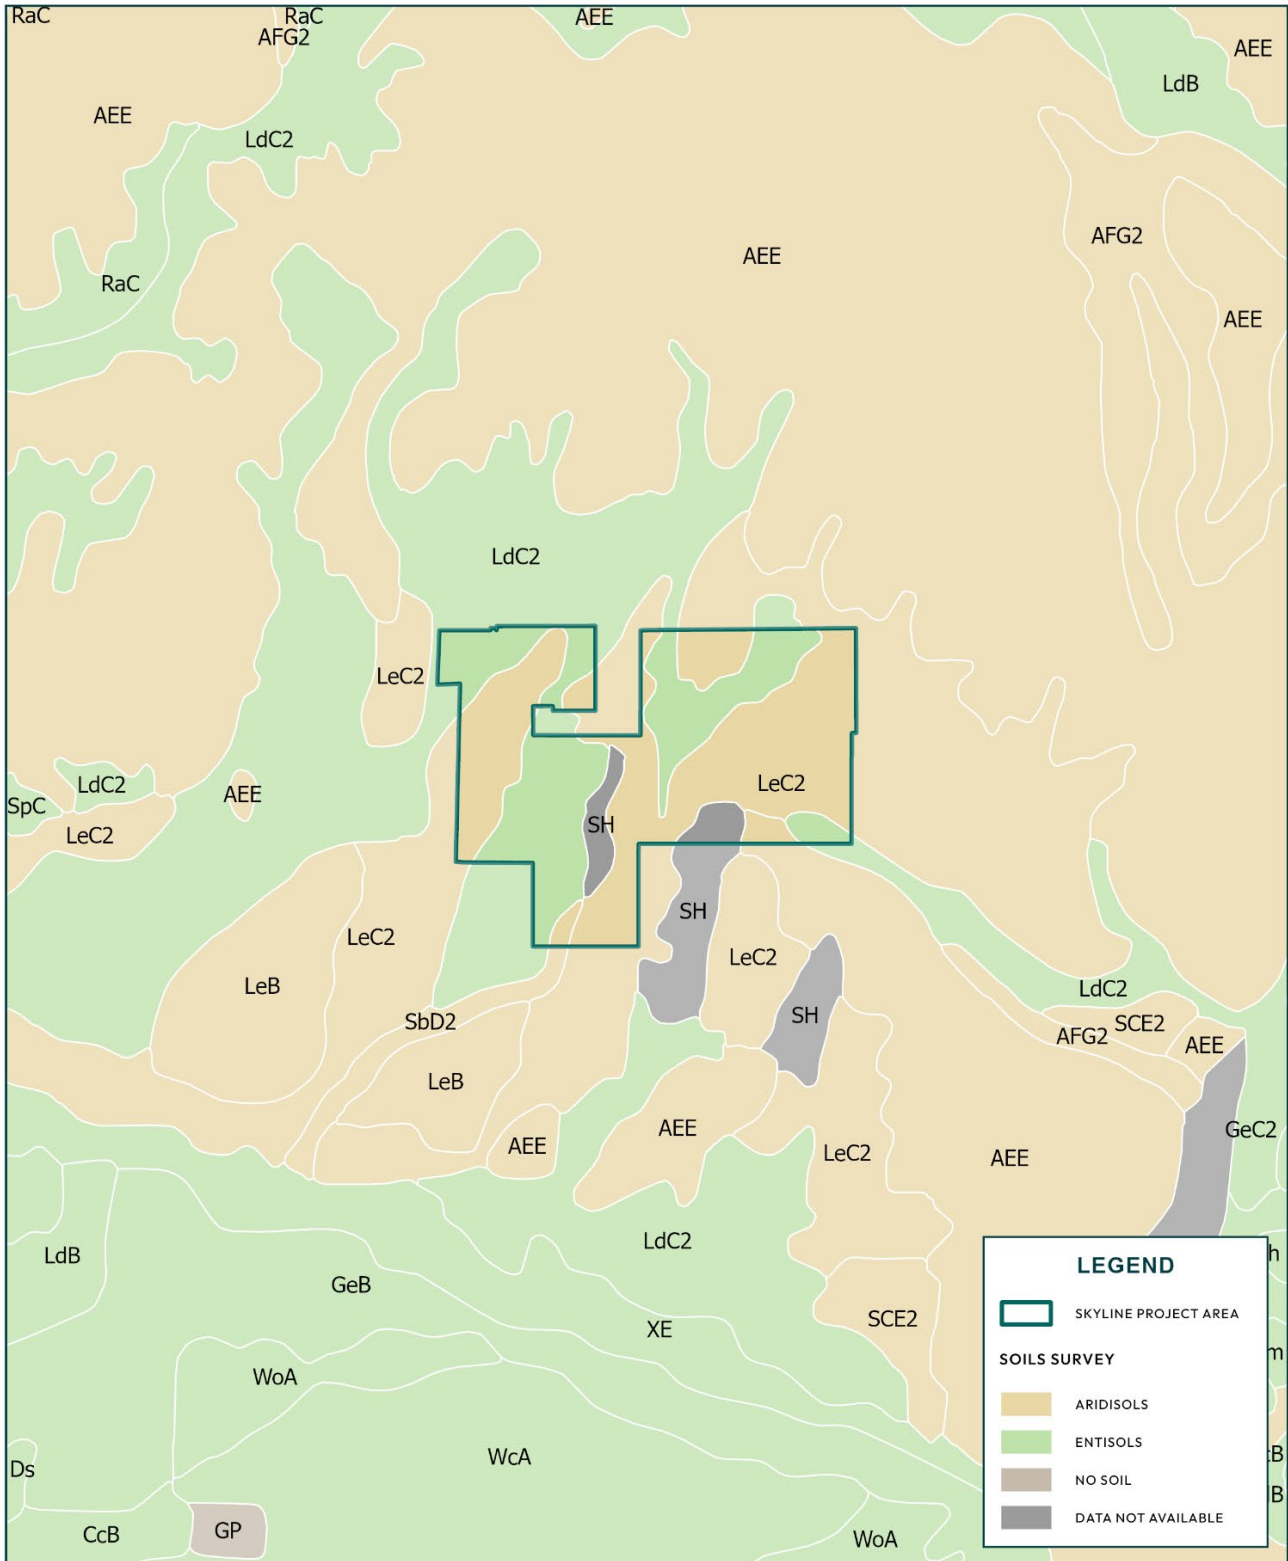 RaC
RaC
AEE
AFG2
AEE
LdB
AEE
LdC2
AFG2
AEE
RaC
AEE
LdC2
LeC2
LeC2
LdC2
AEE
SpC
SH
LeC2
SH
LeC2
LeC2
LeB
LdC2
SH
SbD2
SCE2
AFG2
AEE
LeB
AEE
GeC2
AEE
LeC2
AEE
LdC2
LdB
h
GeB
SCE2
XE
m
WoA
WcA
Ds
GP
CcB
WoA
LEGEND
SKYLINE PROJECT AREA
SOILS SURVEY
ARIDISOLS
ENTISOLS
NO SOIL
DATA NOT AVAILABLE